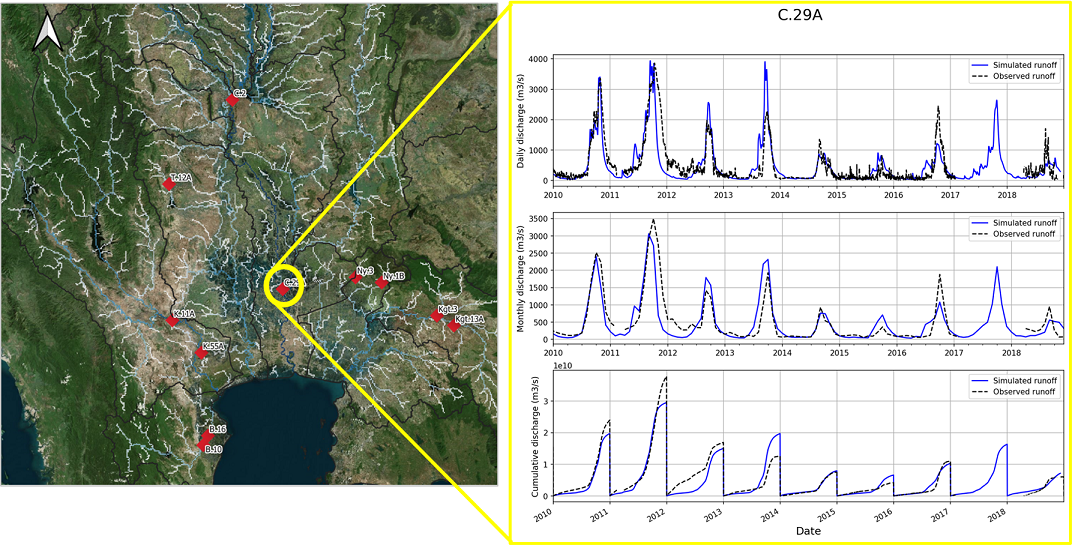 C.2
T.12A
C.2
Ny.3
Ny.1B
K.11A
Kgt.3
Kgt.13A
K.55A
B.16
B.10
C.29A
Daily discharge (m3/s)
4000
3000
2000
1000
0
Simulated runoff
Observed runoff
2010 2011 2012 2013 2014 2015 2016 2017 2018
Monthly discharge (m3/s)
3500
3000
2500
2000
1500
1000
500
0
Simulated runoff
Observed runoff
2010 2011 2012 2013 2014 2015 2016 2017 2018
1e10
Cumulative discharge (m3/s)
3
2
1
0
Simulated runoff
Observed runoff
2010 2011 2012 2013 2014 2015 2016 2017 2018
Date